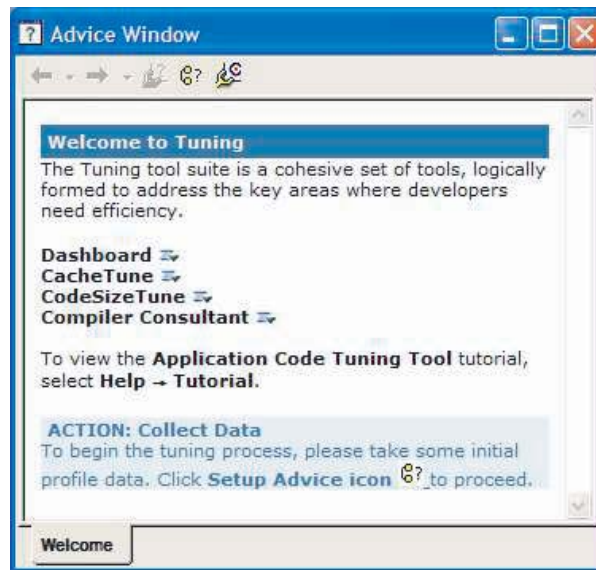 Advice Window
Welcome to Tuning
The Tuning tool suite is a cohesive set of tools, logically
formed to address the key areas where developers
need efficiency.
Dashboard
CacheTune
CodeSizeTune
Compiler Consultant
To view the Application Code Tuning Tool tutorial,
select Help → Tutorial.
ACTION: Collect Data
To begin the tuning process, please take some initial
profile data. Click Setup Advice icon to proceed.
Welcome